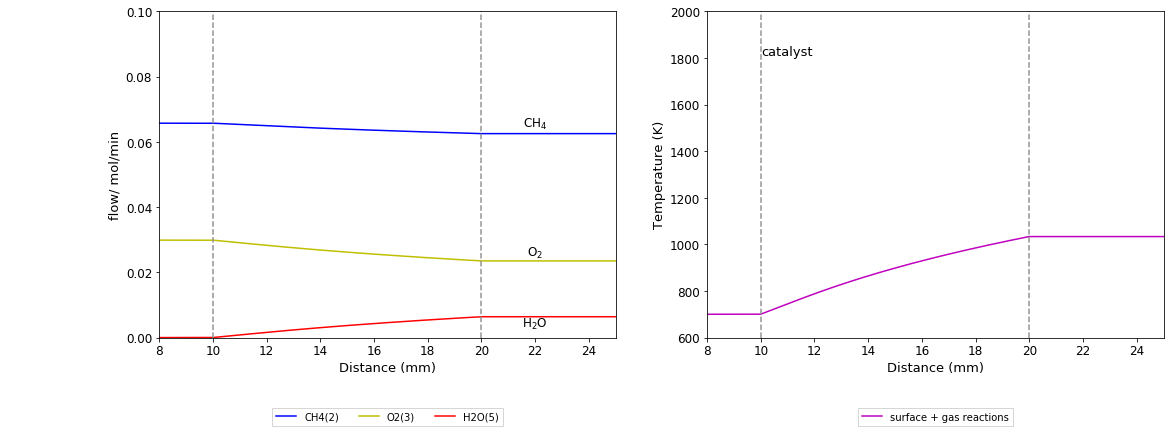 0.10
0.08
0.06
0.04
0.02
0.00
flow/ mol/min
CH₄
O₂
H₂O
8 10 12 14 16 18 20 22 24
Distance (mm)
CH4(2) O2(3) H2O(5)
2000
1800
1600
1400
1200
1000
800
600
Temperature (K)
catalyst
8 10 12 14 16 18 20 22 24
Distance (mm)
surface + gas reactions